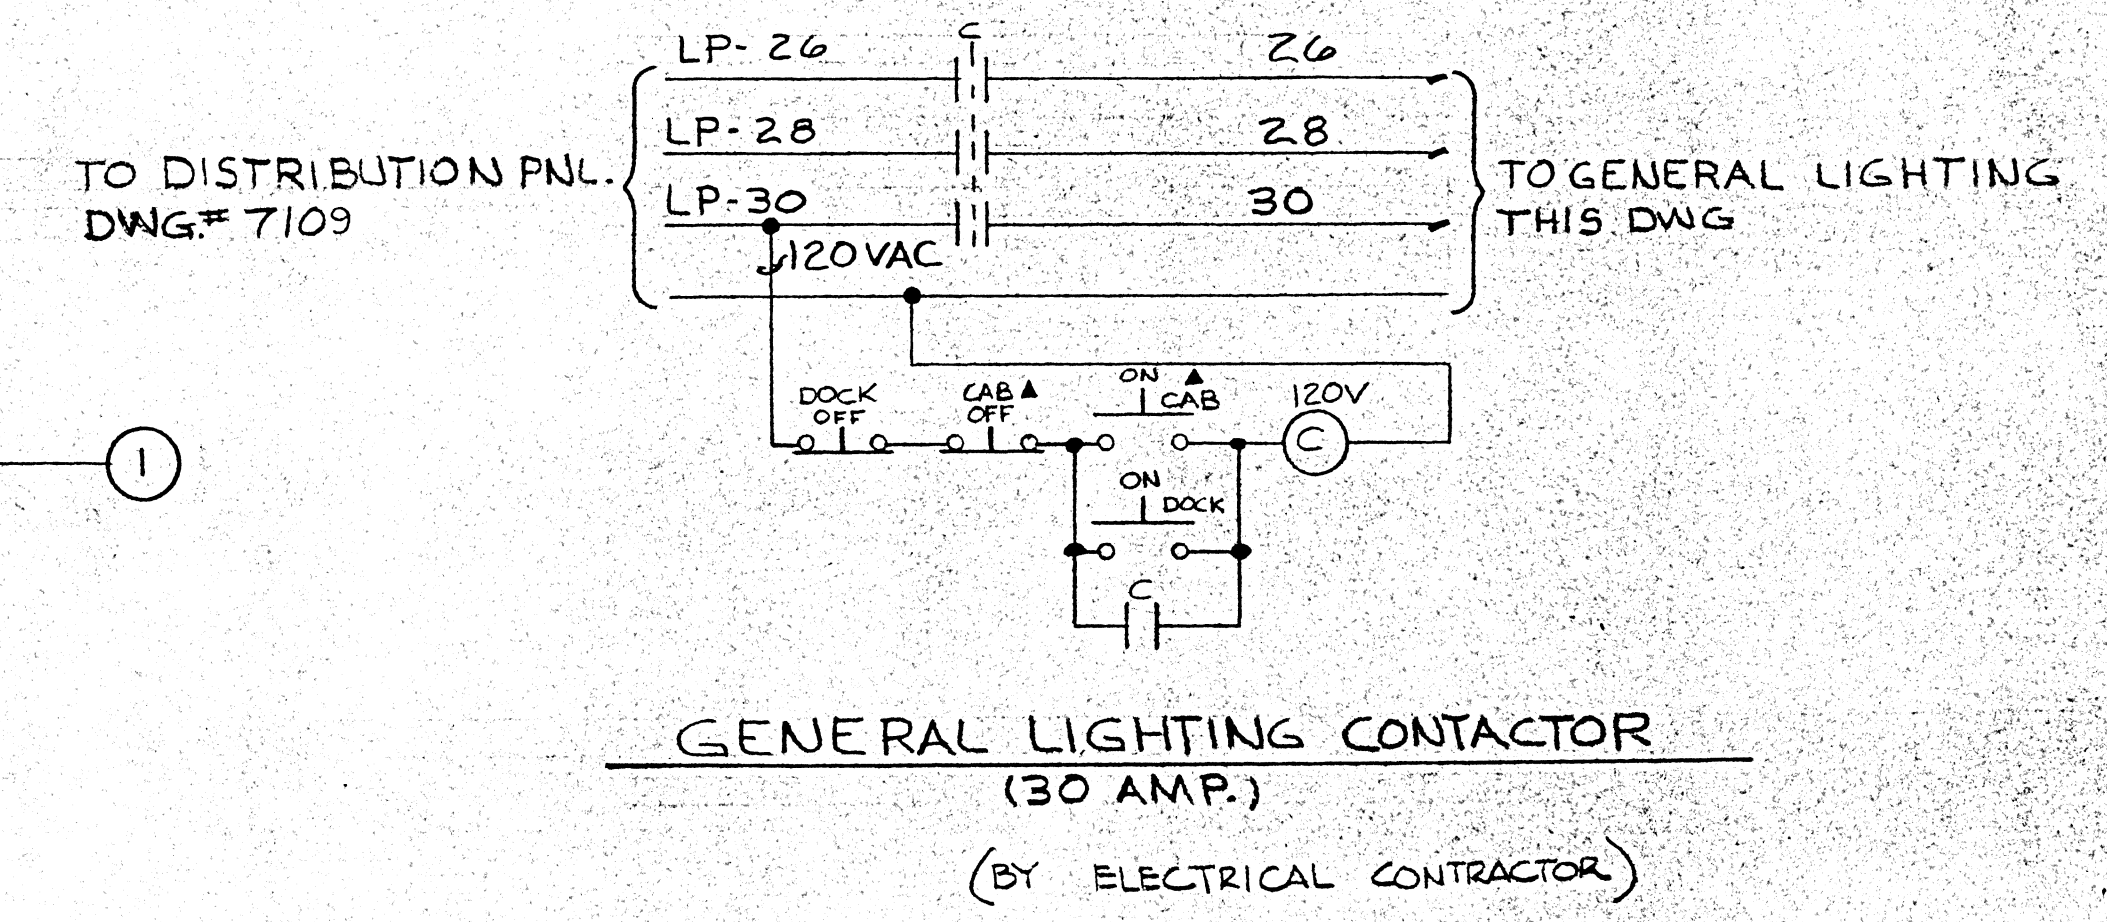 C
LP- 26
26
LP- 28
28
TO DISTRIBUTION PNL.
DWG.# 7109
LP-30
30
TO GENERAL LIGHTING
THIS DWG
120VAC
DOCK
OFF
CAB ▲
OFF
ON ▲
CAB
120V
C
1
ON
DOCK
C
GENERAL LIGHTING CONTACTOR
(30 AMP.)
(BY ELECTRICAL CONTRACTOR)